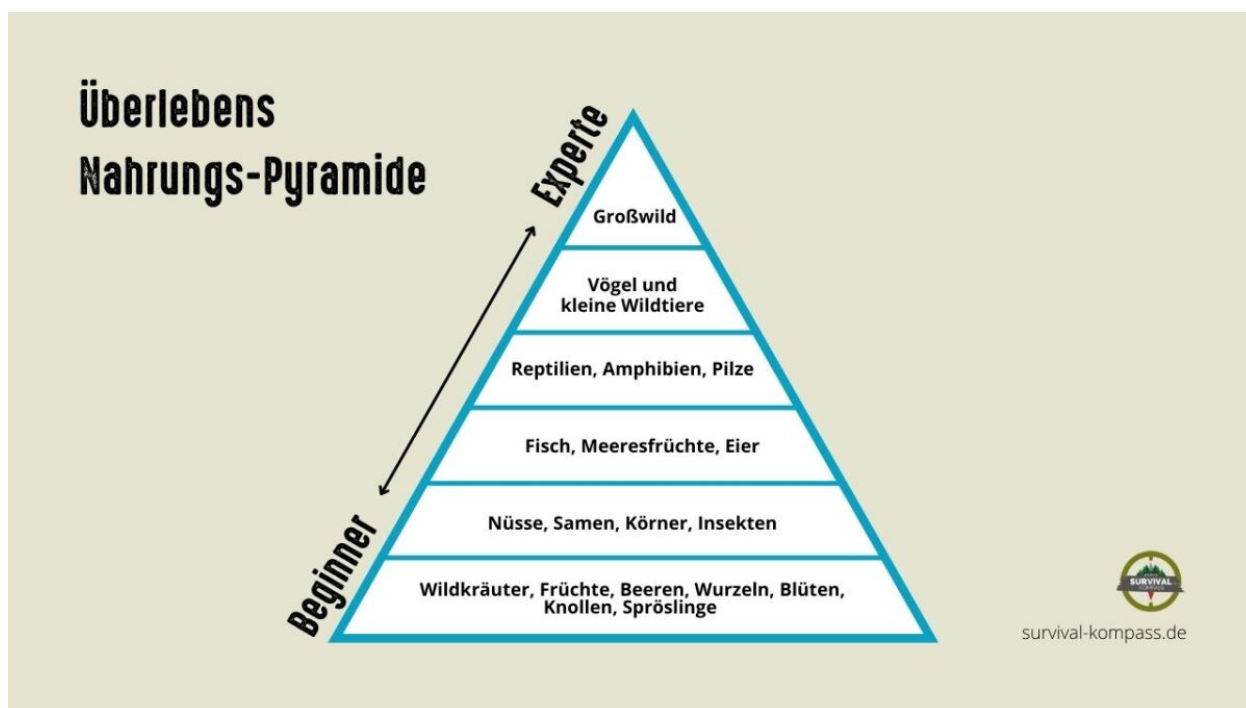 Überlebens
Nahrungs-Pyramide
Experte
Großwild
Vögel und
kleine Wildtiere
Reptilien, Amphibien, Pilze
Fisch, Meeresfrüchte, Eier
Nüsse, Samen, Körner, Insekten
Wildkräuter, Früchte, Beeren, Wurzeln, Blüten,
Knollen, Spröslinge
Beginner
SURVIVAL
survival-kompass.de